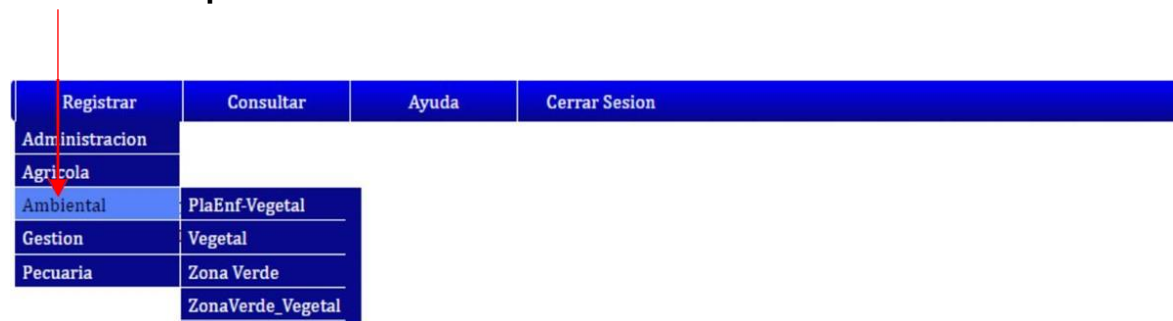 Registrar Consultar Ayuda Cerrar Sesion
Administracion
Agricola
Ambiental PlaEnf-Vegetal
Gestion Vegetal
Pecuaria Zona Verde
ZonaVerde_Vegetal